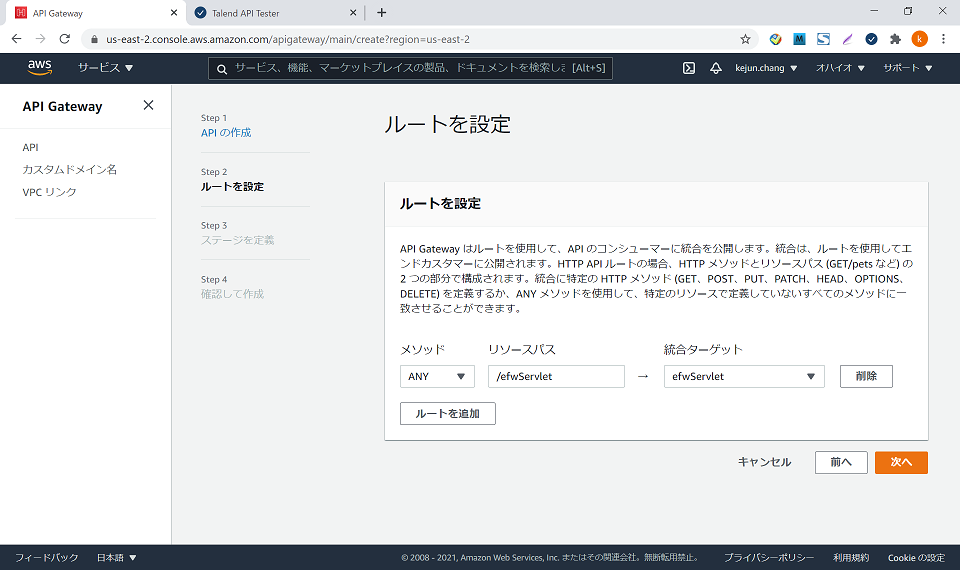 API Gateway
Talend API Tester
us-east-2.console.aws.amazon.com/apigateway/main/create?region=us-east-2
aws
サービス
サービス、機能、マーケットプレイスの製品、ドキュメントを検索しま [Alt+S]
kejun.chang
オハイオ
サポート
API Gateway
API
カスタムドメイン名
VPC リンク
Step 1
API の作成
Step 2
ルートを設定
Step 3
ステージを定義
Step 4
確認して作成
ルートを設定
ルートを設定
API Gateway はルートを使用して、API のコンシューマーに統合を公開します。統合は、ルートを使用してエ
ンドカスタマーに公開されます。HTTP API ルートの場合、HTTP メソッドとリソースパス (GET/pets など) の
2 つの部分で構成されます。統合に特定の HTTP メソッド (GET、POST、PUT、PATCH、HEAD、OPTIONS、
DELETE) を定義するか、ANY メソッドを使用して、特定のリソースで定義していないすべてのメソッドに一
致させることができます。
メソッド リソースパス 統合ターゲット
ANY /efwServlet → efwServlet 削除
ルートを追加
キャンセル 前へ 次へ
フィードバック 日本語 © 2008 - 2021, Amazon Web Services, Inc. またはその関連会社。無断転用禁止。 プライバシーポリシー 利用規約 Cookie の設定